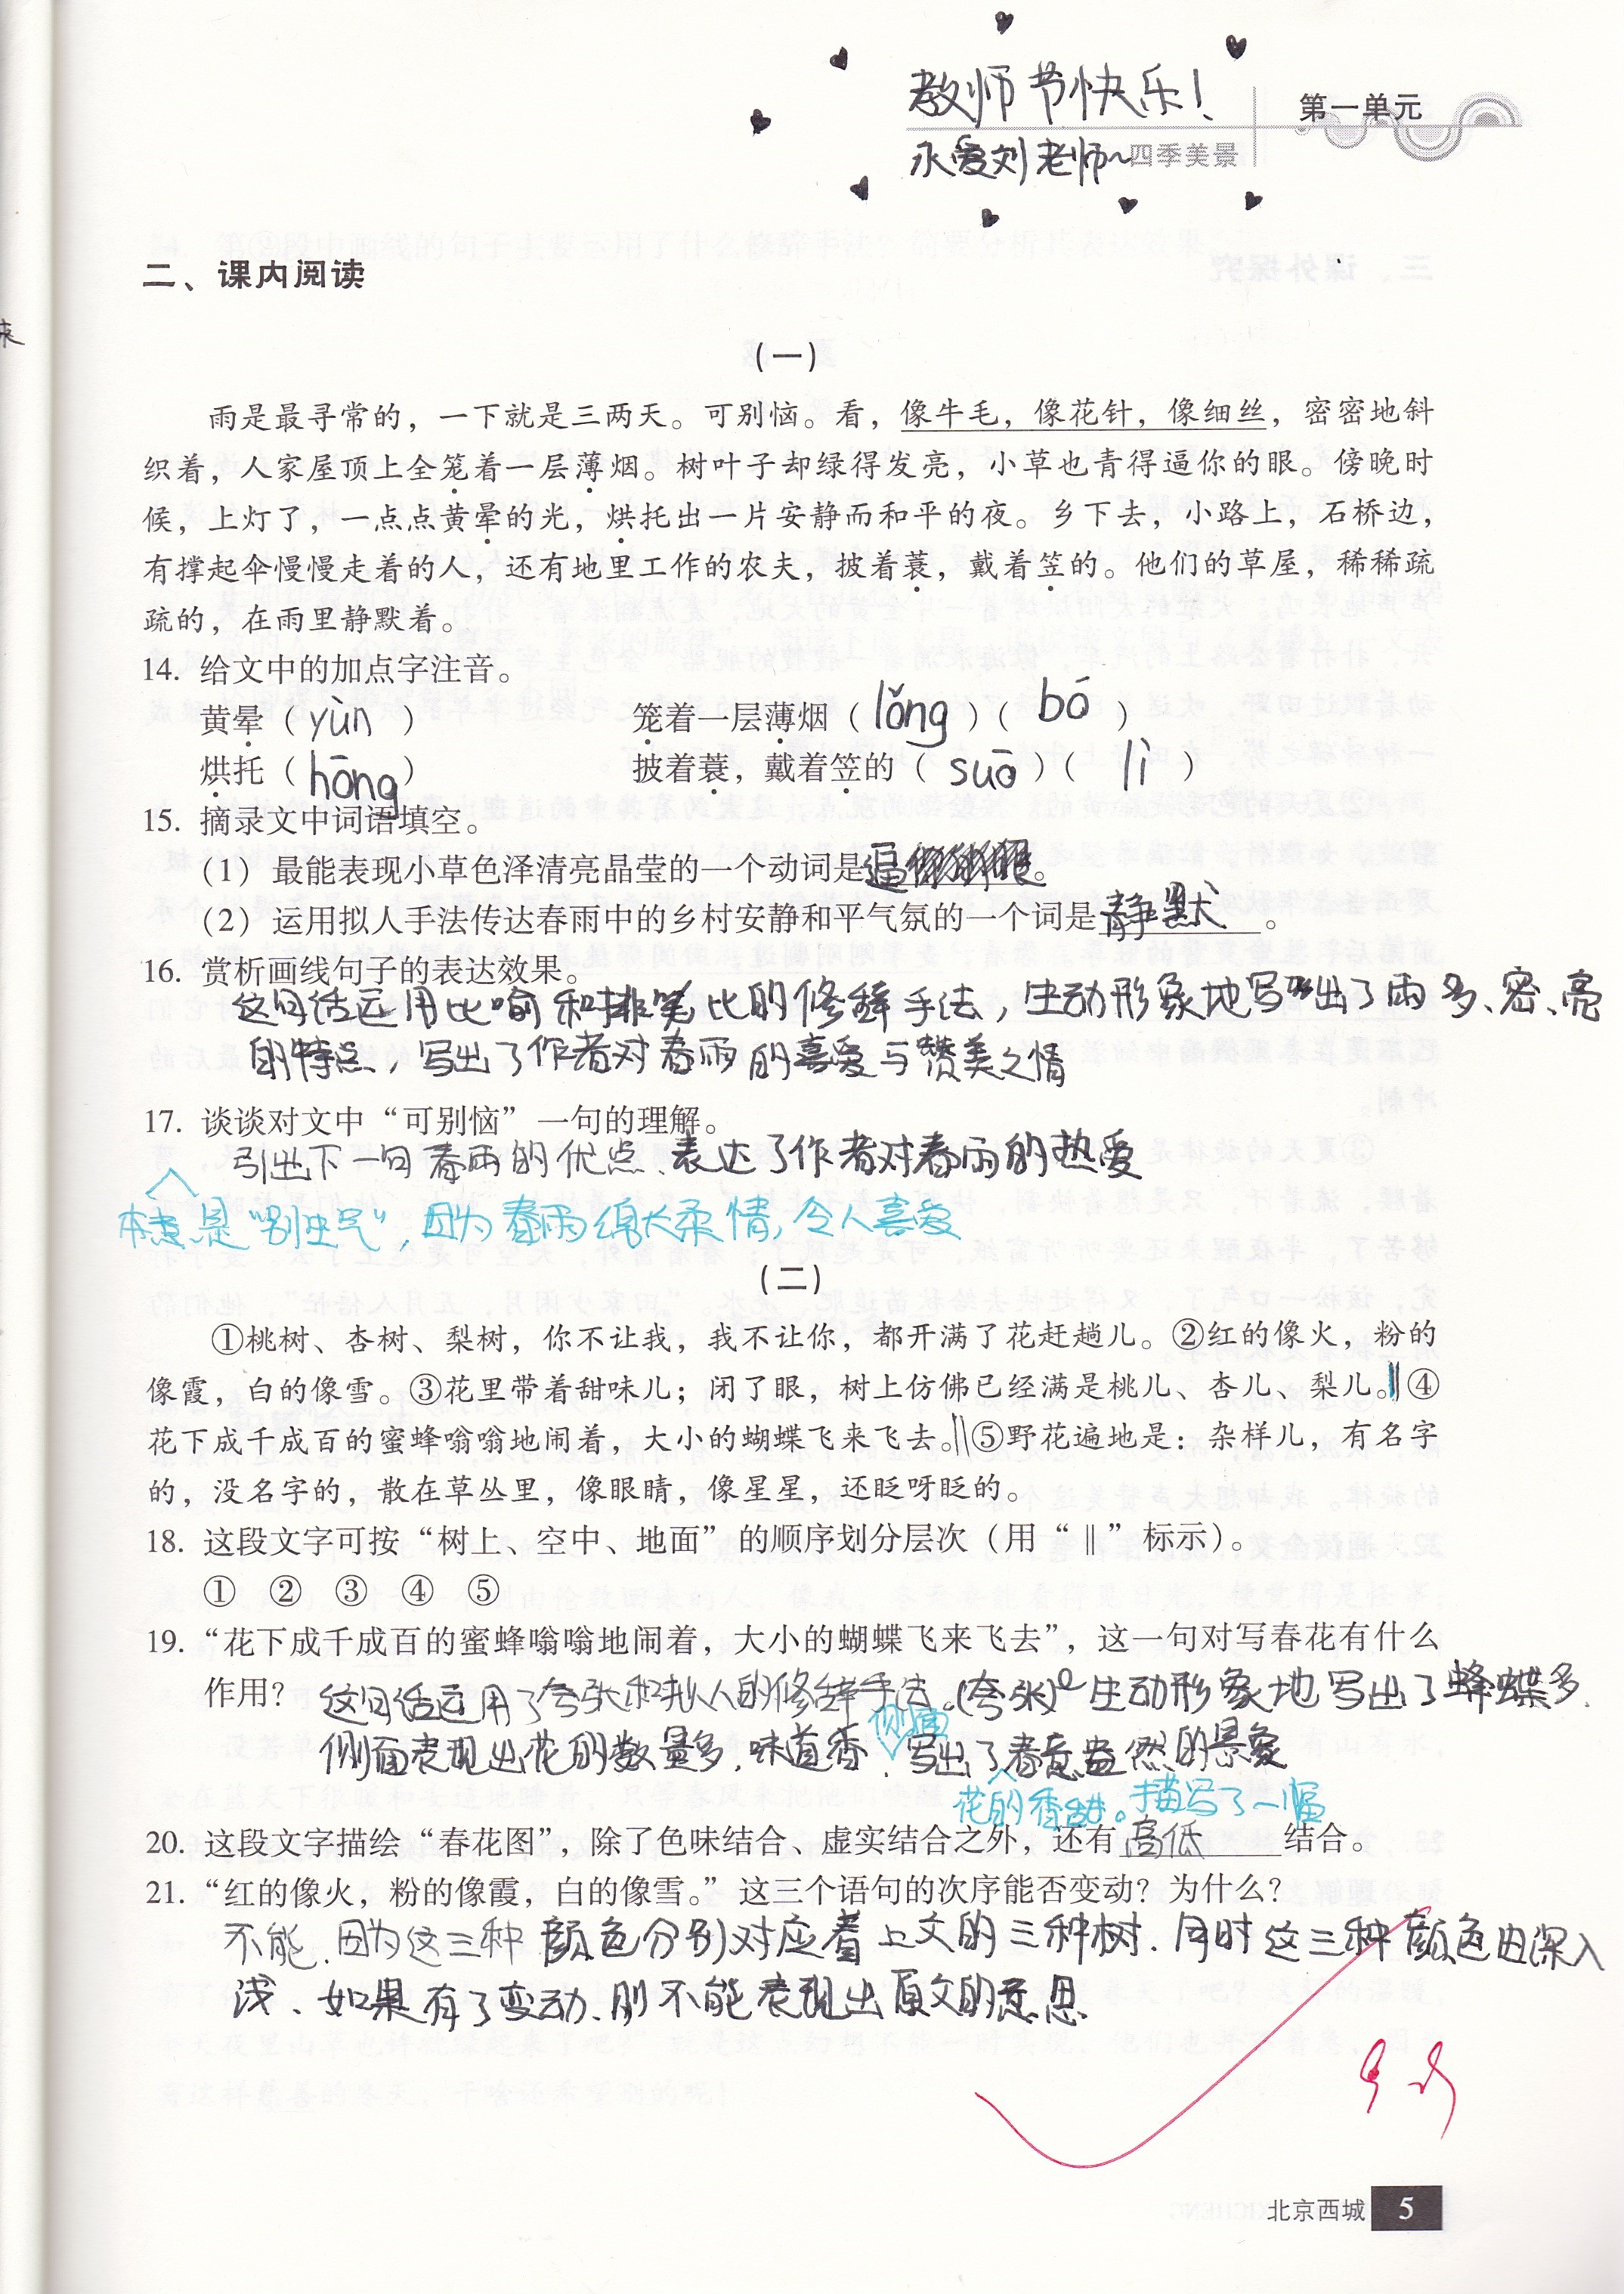 教师节快乐！
第一单元
永爱刘老师~
四季美景
二、课内阅读
（一）
雨是最寻常的，一下就是三两天。可别恼。看，像牛毛，像花针，像细丝，密密地斜
织着，人家屋顶上全笼着一层薄烟。树叶子却绿得发亮，小草也青得逼你的眼。傍晚时
候，上灯了，一点点黄晕的光，烘托出一片安静而和平的夜。乡下去，小路上，石桥边，
有撑起伞慢慢走着的人，还有地里工作的农夫，披着蓑，戴着笠的。他们的草屋，稀稀疏
疏的，在雨里静默着。
14. 给文中的加点字注音。
黄晕（yùn） 笼着一层薄烟（lǒng）（bó）
烘托（hōng） 披着蓑，戴着笠的（suō）（lì）
15. 摘录文中词语填空。
（1）最能表现小草色泽清亮晶莹的一个动词是逼。
（2）运用拟人手法传达春雨中的乡村安静和平气氛的一个词是静默。
16. 赏析画线句子的表达效果。
这句话运用比喻和排比的修辞手法，生动形象地写出了雨多、密、亮
的特点，写出了作者对春雨的喜爱与赞美之情
17. 谈谈对文中“可别恼”一句的理解。
引出下一句春雨的优点、表达了作者对春雨的热爱
本意是“别生气”，因为春雨绵大柔情，令人喜爱
（二）
①桃树、杏树、梨树，你不让我，我不让你，都开满了花赶趟儿。②红的像火，粉的
像霞，白的像雪。③花里带着甜味儿；闭了眼，树上仿佛已经满是桃儿、杏儿、梨儿。‖④
花下成千成百的蜜蜂嗡嗡地闹着，大小的蝴蝶飞来飞去。‖⑤野花遍地是：杂样儿，有名字
的，没名字的，散在草丛里，像眼睛，像星星，还眨呀眨的。
18. 这段文字可按“树上、空中、地面”的顺序划分层次（用“‖”标示）。
① ② ③ ④ ⑤
19. “花下成千成百的蜜蜂嗡嗡地闹着，大小的蝴蝶飞来飞去”，这一句对写春花有什么
作用？ 这句话运用了夸张和拟人的修辞手法。(夸张)生动形象地写出了蜂蝶多．
侧面
侧面表现出花的数量多．味道香．写出了春意盎然的景象
花的香甜。描写了一幅
20. 这段文字描绘“春花图”，除了色味结合、虚实结合之外，还有高低结合。
21. “红的像火，粉的像霞，白的像雪。”这三个语句的次序能否变动？为什么？
不能．因为这三种颜色分别对应着上文的三种树．同时这三种颜色由深入
浅、如果有了变动．则不能表现出原文的意思
北京西城 5